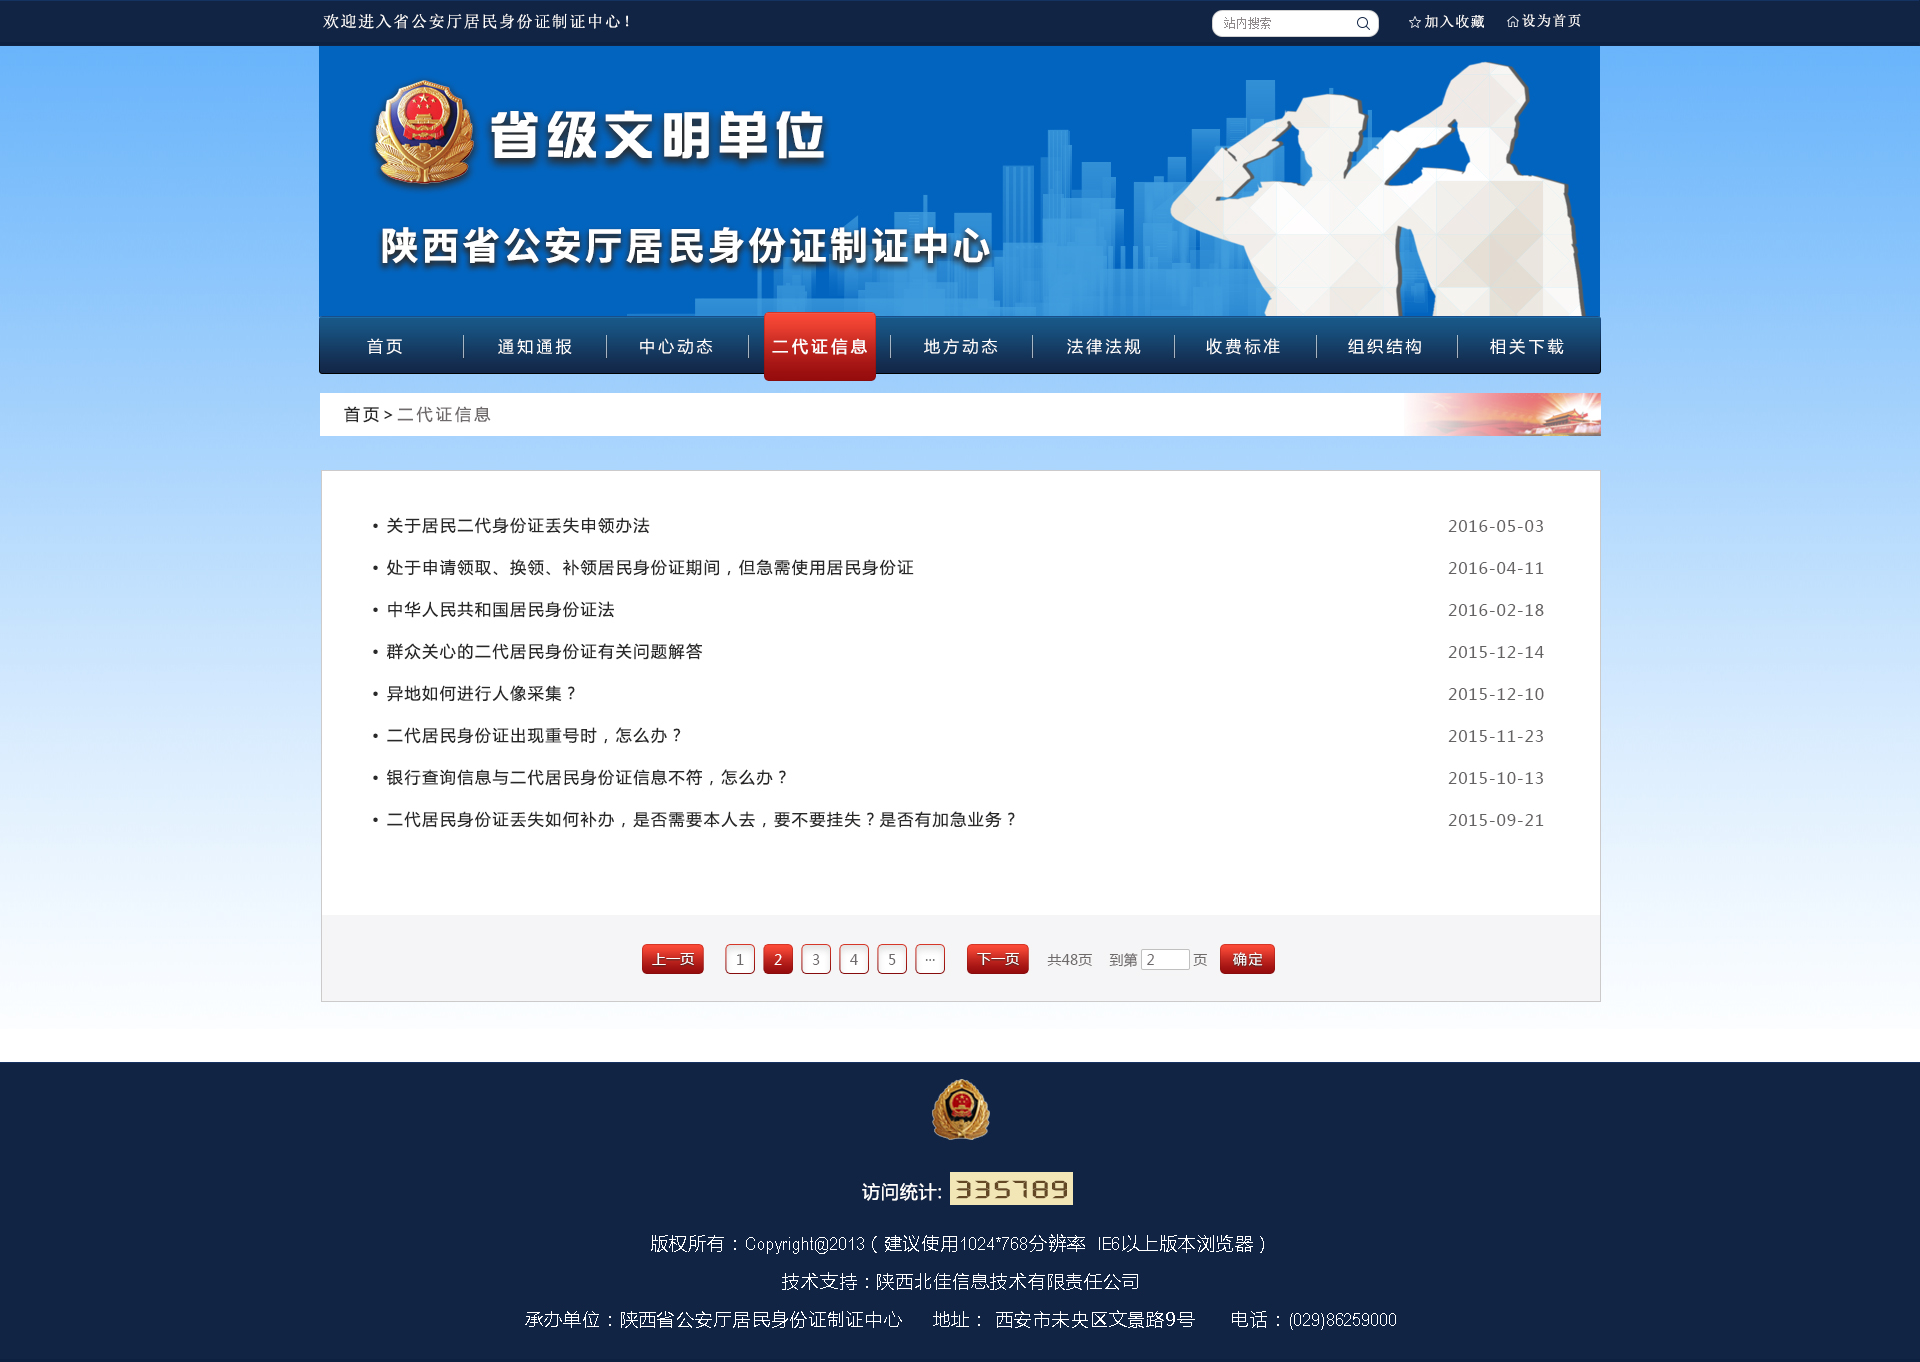 欢迎进入省公安厅居民身份证制证中心！
站内搜索
加入收藏
设为首页
省级文明单位
陕西省公安厅居民身份证制证中心
首页 通知通报 中心动态 二代证信息 地方动态 法律法规 收费标准 组织结构 相关下载
首页>二代证信息
• 关于居民二代身份证丢失申领办法 2016-05-03
• 处于申请领取、换领、补领居民身份证期间，但急需使用居民身份证 2016-04-11
• 中华人民共和国居民身份证法 2016-02-18
• 群众关心的二代居民身份证有关问题解答 2015-12-14
• 异地如何进行人像采集？ 2015-12-10
• 二代居民身份证出现重号时，怎么办？ 2015-11-23
• 银行查询信息与二代居民身份证信息不符，怎么办？ 2015-10-13
• 二代居民身份证丢失如何补办，是否需要本人去，要不要挂失？是否有加急业务？ 2015-09-21
上一页 1 2 3 4 5 ··· 下一页 共48页 到第 2 页 确定
访问统计: 335789
版权所有：Copyright@2013（建议使用1024*768分辨率 IE6以上版本浏览器）
技术支持：陕西北佳信息技术有限责任公司
承办单位：陕西省公安厅居民身份证制证中心 地址： 西安市未央区文景路9号 电话：(029)86259000